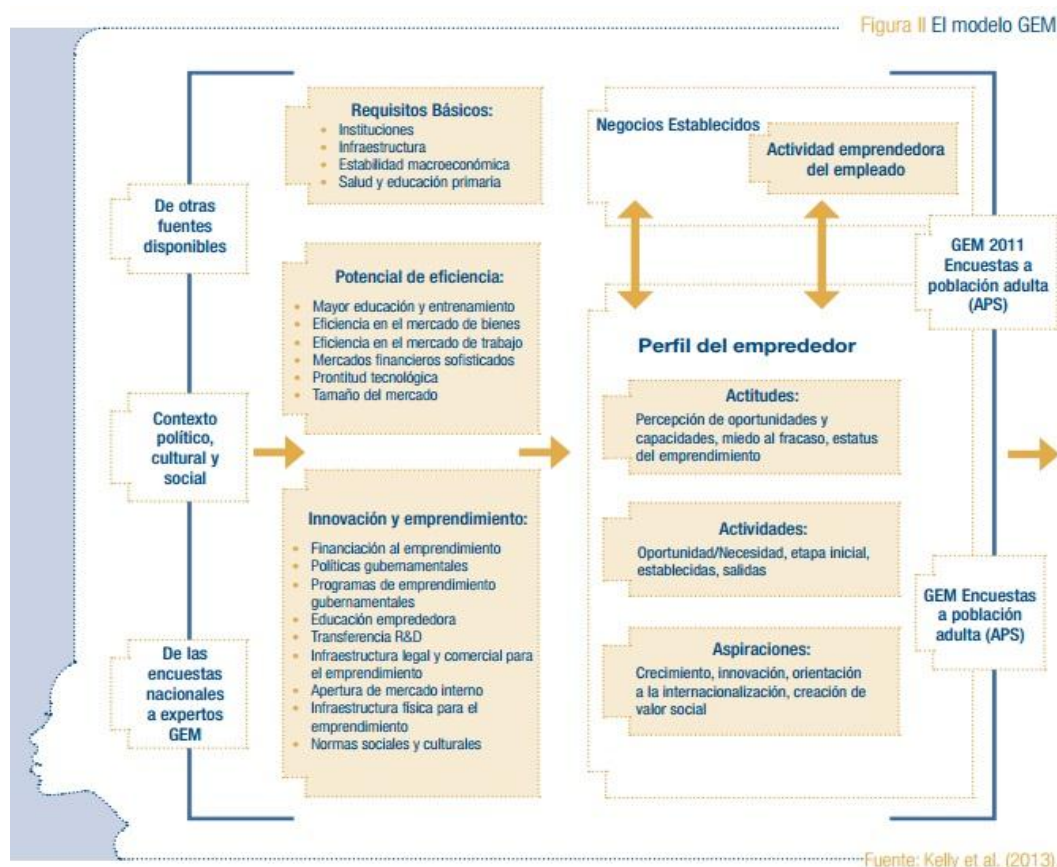 Figura II El modelo GEM
De otras
fuentes
disponibles
Contexto
político,
cultural y
social
De las
encuestas
nacionales
a expertos
GEM
Requisitos Básicos:
• Instituciones
• Infraestructura
• Estabilidad macroeconómica
• Salud y educación primaria
Potencial de eficiencia:
• Mayor educación y entrenamiento
• Eficiencia en el mercado de bienes
• Eficiencia en el mercado de trabajo
• Mercados financieros sofisticados
• Prontitud tecnológica
• Tamaño del mercado
Innovación y emprendimiento:
• Financiación al emprendimiento
• Políticas gubernamentales
• Programas de emprendimiento
gubernamentales
• Educación emprededora
• Transferencia R&D
• Infraestructura legal y comercial para
el emprendimiento
• Apertura de mercado interno
• Infraestructura física para el
emprendimiento
• Normas sociales y culturales
Negocios Establecidos
Actividad emprendedora
del empleado
Perfil del empredédor
Actitudes:
Percepción de oportunidades y
capacidades, miedo al fracaso, estatus
del emprendimiento
Actividades:
Oportunidad/Necesidad, etapa inicial,
establecidas, salidas
Aspiraciones:
Crecimiento, innovación, orientación
a la internacionalización, creación de
valor social
GEM 2011
Encuestas a
población adulta
(APS)
GEM Encuestas
a población
adulta (APS)
Fuente: Kelly et al. (2013)